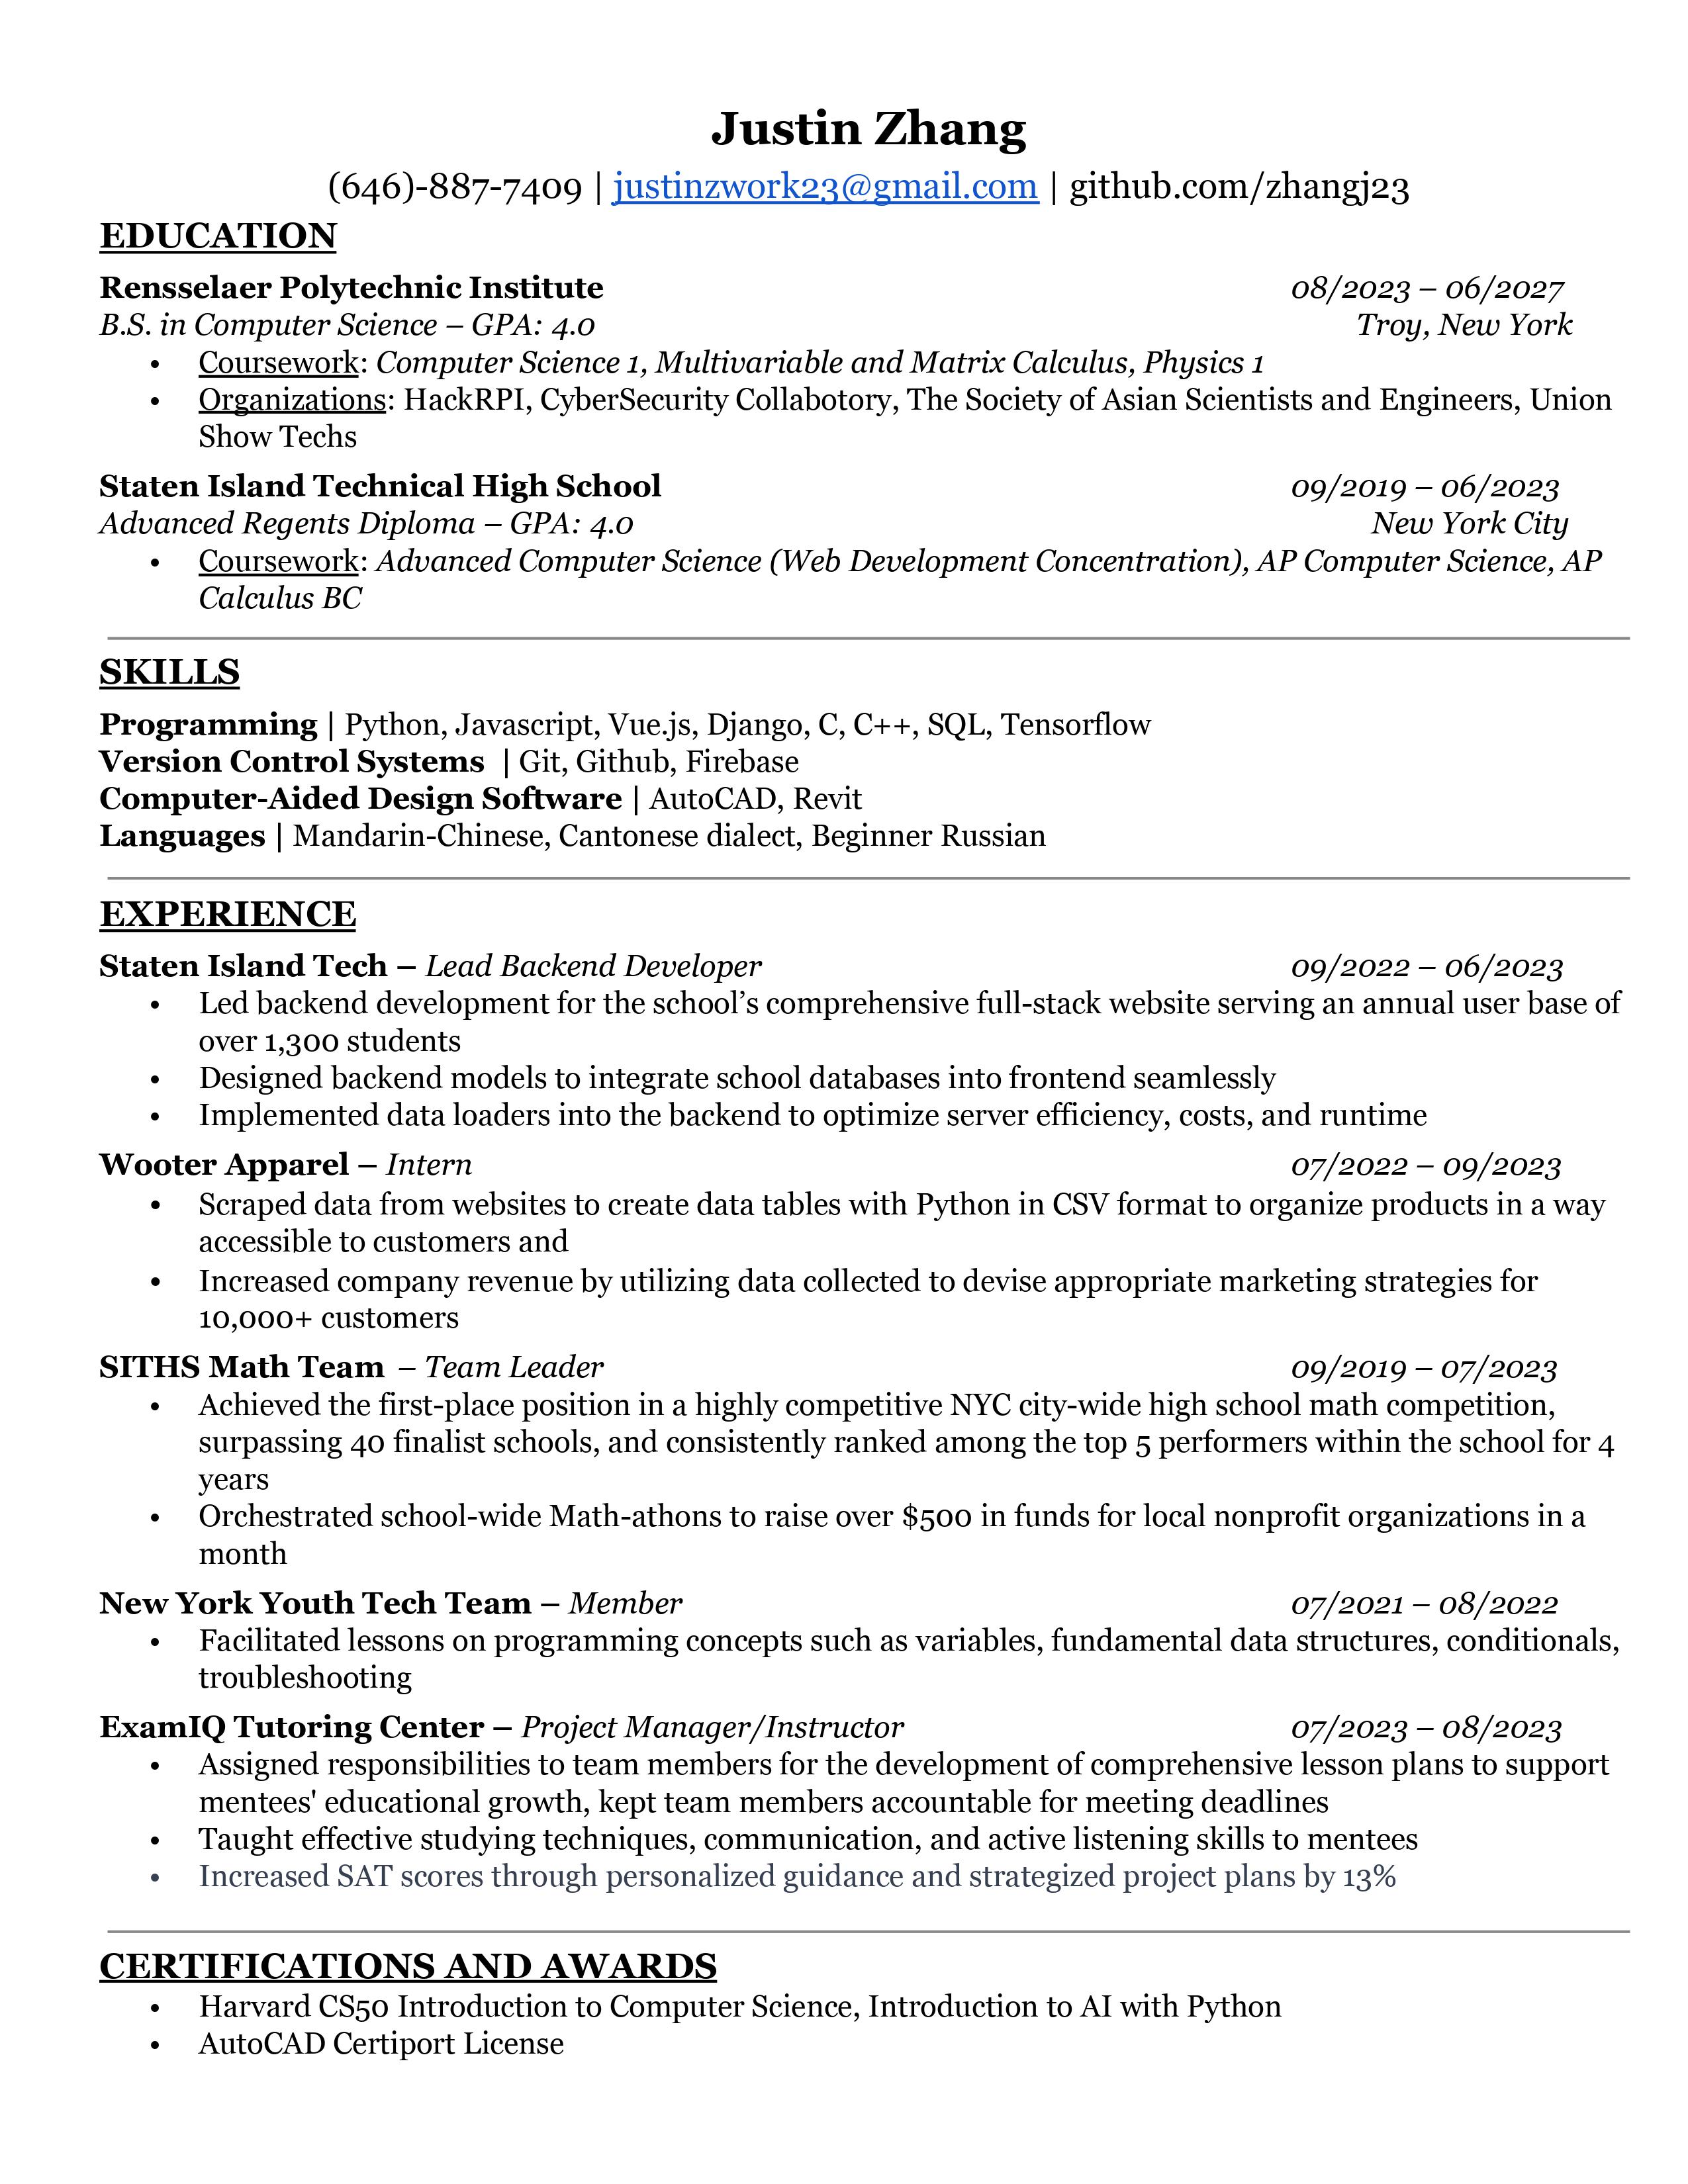 Justin Zhang
(646)-887-7409 | justinzwork23@gmail.com | github.com/zhangj23
EDUCATION
Rensselaer Polytechnic Institute 08/2023 – 06/2027
B.S. in Computer Science – GPA: 4.0 Troy, New York
• Coursework: Computer Science 1, Multivariable and Matrix Calculus, Physics 1
• Organizations: HackRPI, CyberSecurity Collabotory, The Society of Asian Scientists and Engineers, Union
Show Techs
Staten Island Technical High School 09/2019 – 06/2023
Advanced Regents Diploma – GPA: 4.0 New York City
• Coursework: Advanced Computer Science (Web Development Concentration), AP Computer Science, AP
Calculus BC
SKILLS
Programming | Python, Javascript, Vue.js, Django, C, C++, SQL, Tensorflow
Version Control Systems | Git, Github, Firebase
Computer-Aided Design Software | AutoCAD, Revit
Languages | Mandarin-Chinese, Cantonese dialect, Beginner Russian
EXPERIENCE
Staten Island Tech – Lead Backend Developer 09/2022 – 06/2023
• Led backend development for the school’s comprehensive full-stack website serving an annual user base of
over 1,300 students
• Designed backend models to integrate school databases into frontend seamlessly
• Implemented data loaders into the backend to optimize server efficiency, costs, and runtime
Wooter Apparel – Intern 07/2022 – 09/2023
• Scraped data from websites to create data tables with Python in CSV format to organize products in a way
accessible to customers and
• Increased company revenue by utilizing data collected to devise appropriate marketing strategies for
10,000+ customers
SITHS Math Team – Team Leader 09/2019 – 07/2023
• Achieved the first-place position in a highly competitive NYC city-wide high school math competition,
surpassing 40 finalist schools, and consistently ranked among the top 5 performers within the school for 4
years
• Orchestrated school-wide Math-athons to raise over $500 in funds for local nonprofit organizations in a
month
New York Youth Tech Team – Member 07/2021 – 08/2022
• Facilitated lessons on programming concepts such as variables, fundamental data structures, conditionals,
troubleshooting
ExamIQ Tutoring Center – Project Manager/Instructor 07/2023 – 08/2023
• Assigned responsibilities to team members for the development of comprehensive lesson plans to support
mentees' educational growth, kept team members accountable for meeting deadlines
• Taught effective studying techniques, communication, and active listening skills to mentees
• Increased SAT scores through personalized guidance and strategized project plans by 13%
CERTIFICATIONS AND AWARDS
• Harvard CS50 Introduction to Computer Science, Introduction to AI with Python
• AutoCAD Certiport License